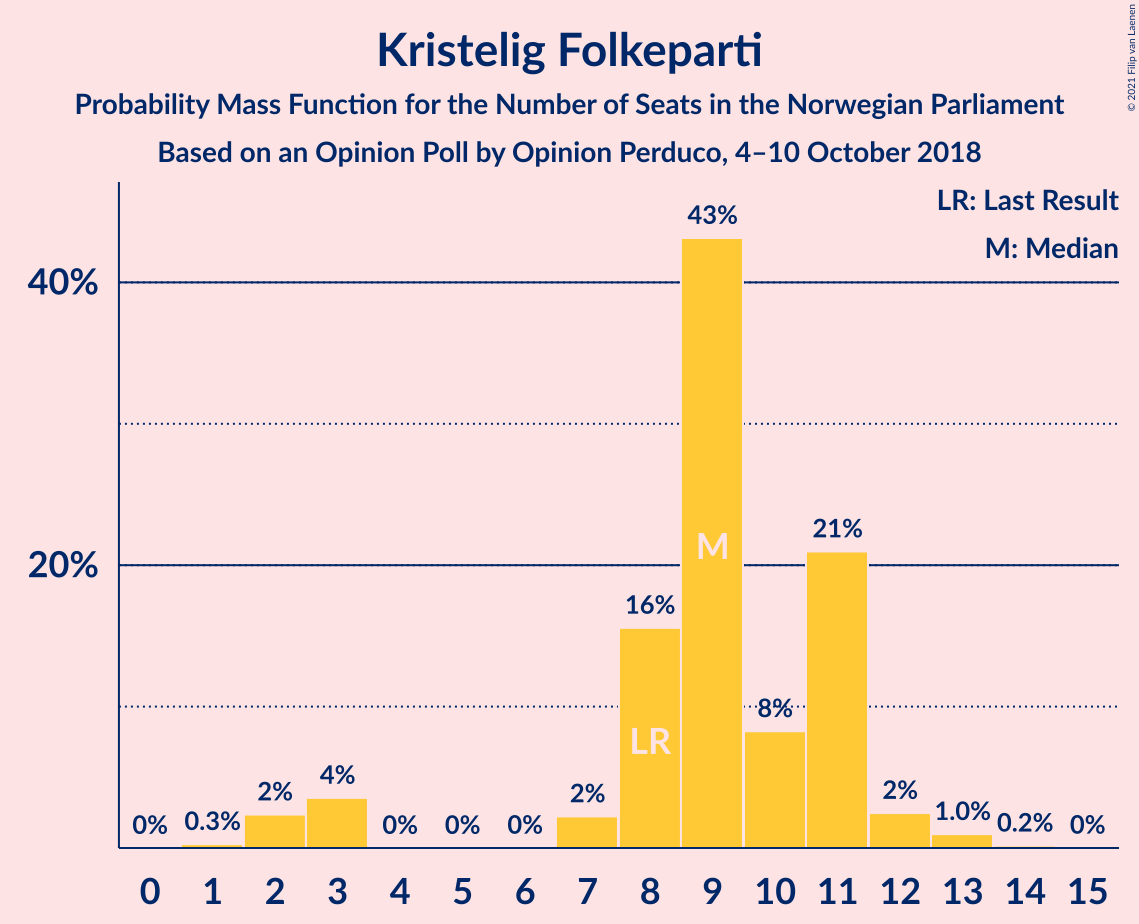 Kristelig Folkeparti
Probability Mass Function for the Number of Seats in the Norwegian Parliament
Based on an Opinion Poll by Opinion Perduco, 4–10 October 2018
© 2021 Filip van Laenen
LR: Last Result
M: Median
40%
20%
0% 0.3% 2% 4% 0% 0% 0% 2% 16% 43% 8% 21% 2% 1.0% 0.2% 0%
LR M
0 1 2 3 4 5 6 7 8 9 10 11 12 13 14 15